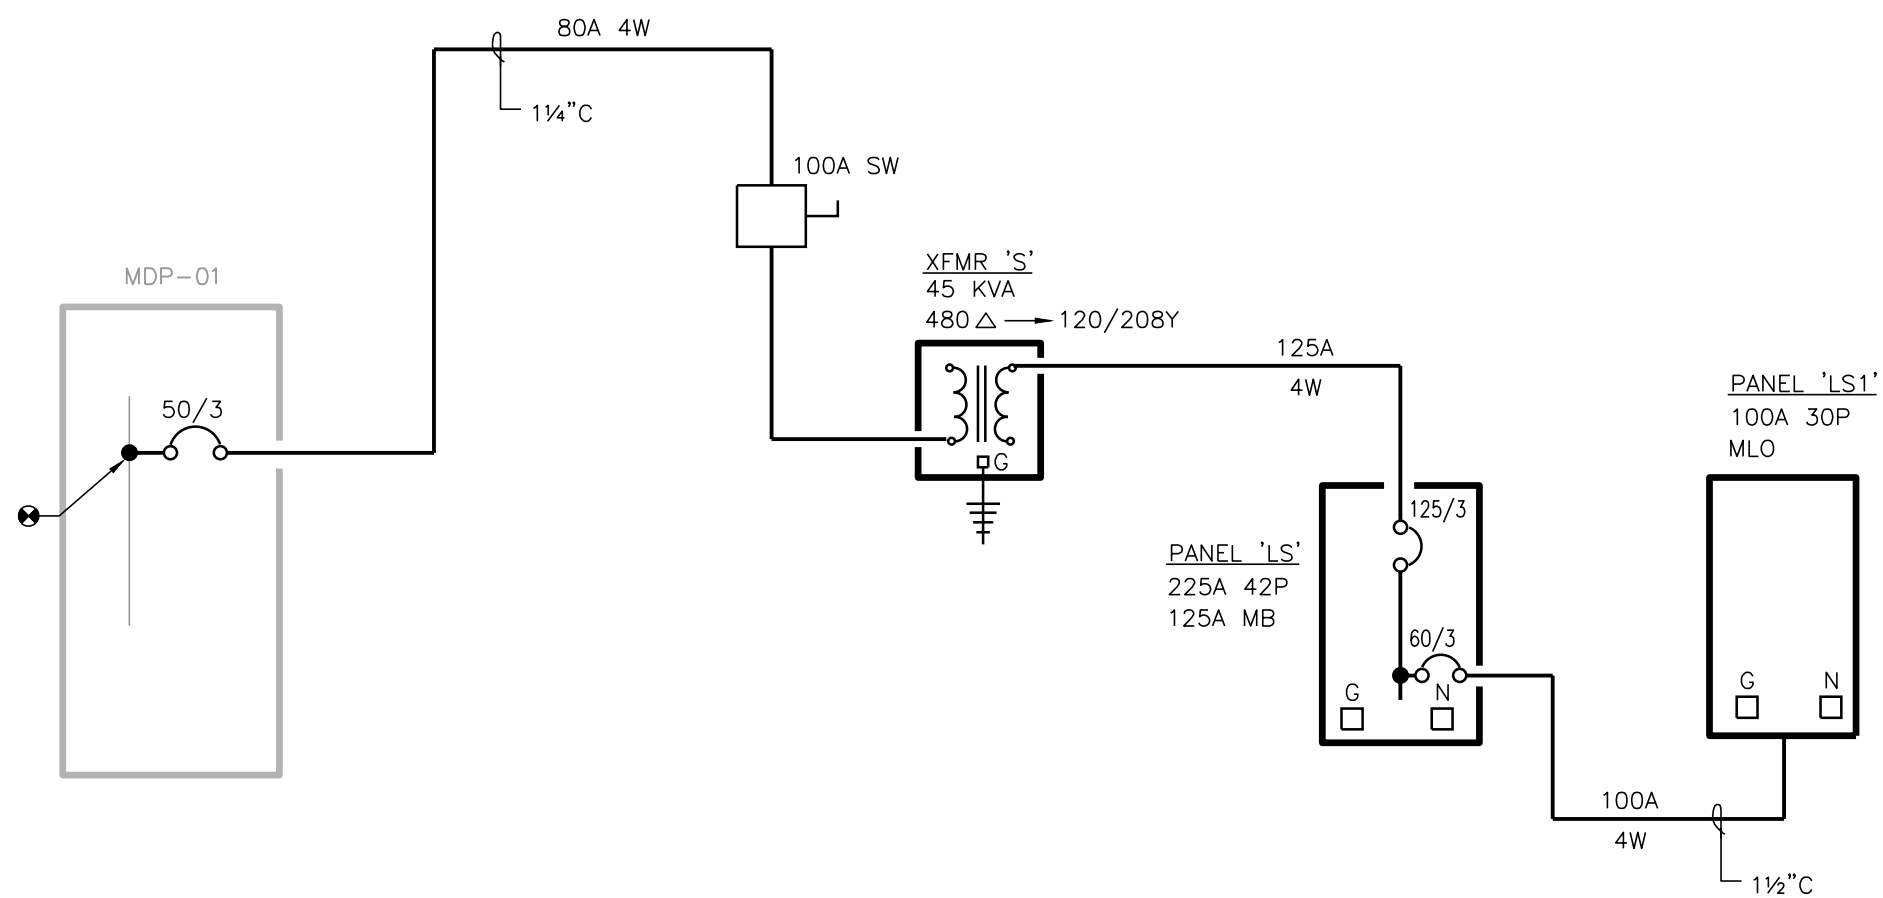 80A 4W
1¼"C
100A SW
MDP-01
50/3
XFMR 'S'
45 KVA
480△ → 120/208Y
G
125A
4W
125/3
PANEL 'LS'
225A 42P
125A MB
60/3
G
N
PANEL 'LS1'
100A 30P
MLO
G
N
100A
4W
1½"C